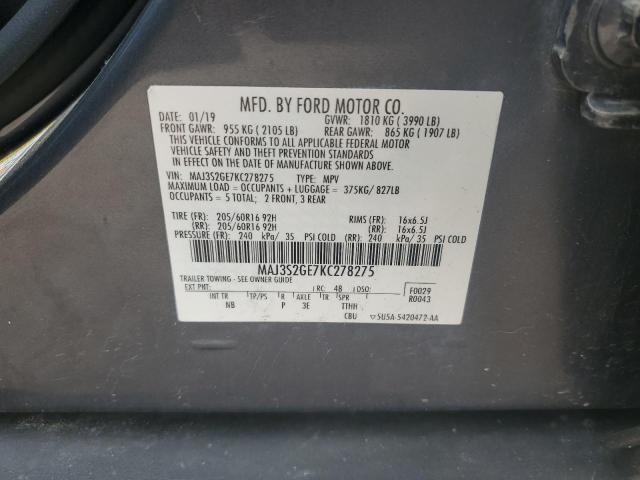 MFD. BY FORD MOTOR CO.
DATE: 01/19 GVWR: 1810 KG ( 3990 LB)
FRONT GAWR: 955 KG ( 2105 LB) REAR GAWR: 865 KG ( 1907 LB)
THIS VEHICLE CONFORMS TO ALL APPLICABLE FEDERAL MOTOR
VEHICLE SAFETY AND THEFT PREVENTION STANDARDS
IN EFFECT ON THE DATE OF MANUFACTURE SHOWN ABOVE.
VIN: MAJ3S2GE7KC278275 TYPE: MPV
MAXIMUM LOAD = OCCUPANTS + LUGGAGE = 375KG/ 827LB
OCCUPANTS = 5 TOTAL; 2 FRONT, 3 REAR
TIRE (FR): 205/60R16 92H RIMS (FR): 16x6.5J
(RR): 205/60R16 92H (RR): 16x6.5J
PRESSURE (FR): 240 kPa/ 35 PSI COLD (RR): 240 kPa/ 35 PSI COLD
MAJ3S2GE7KC278275
TRAILER TOWING - SEE OWNER GUIDE
EXT PNT: RC: 48 DSO: F0029
INT TR TP/PS R AXLE TR SPR R0043
NB P 3E TTHH
CBU 5U5A-5420472-AA